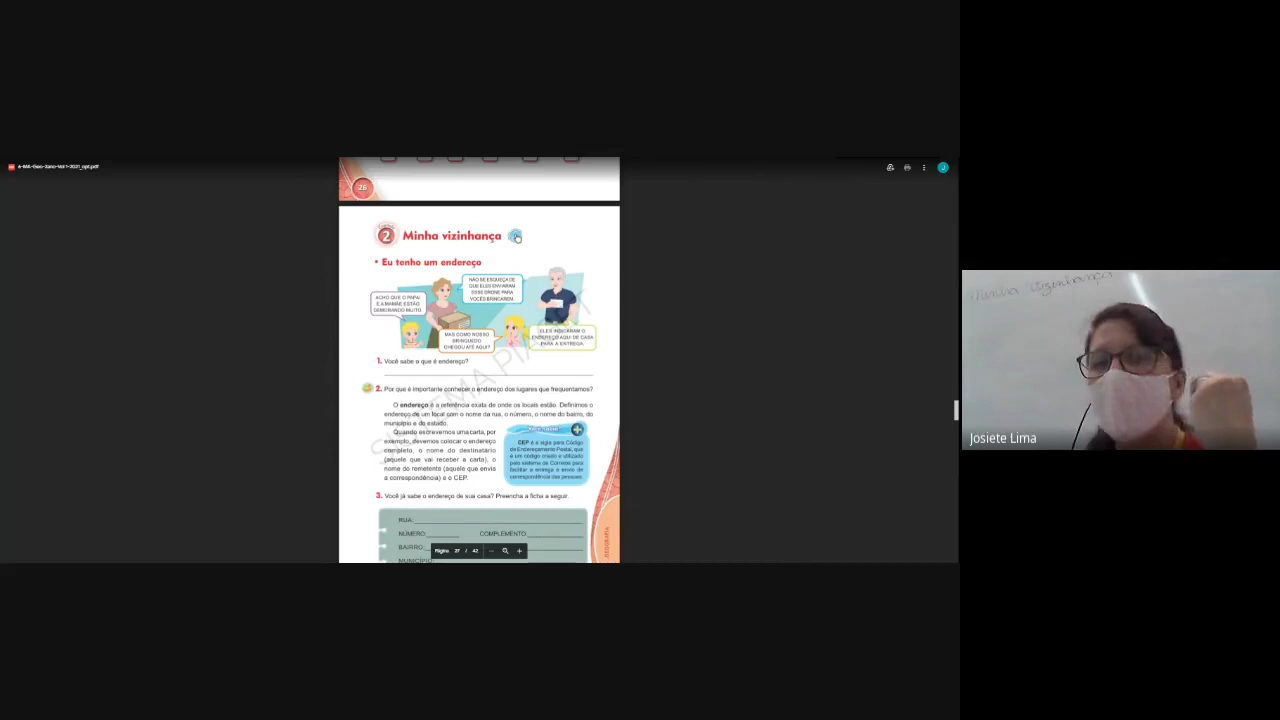 26
2 Minha vizinhança
• Eu tenho um endereço
NÃO SE ESQUEÇA DE
QUE ELES ENVIARAM
ESSE DRONE PARA
VOCÊS BRINCAREM.
ACHO QUE O PAPAI
E A MAMÃE ESTÃO
DEMORANDO MUITO.
MAS COMO NOSSO
BRINQUEDO
CHEGOU ATÉ AQUI?
ELES INDICARAM O
ENDEREÇO AQUI DE CASA
PARA A ENTREGA.
1. Você sabe o que é endereço?
2. Por que é importante conhecer o endereço dos lugares que frequentamos?
O endereço é a referência exata de onde os locais estão. Definimos o
endereço de um local com o nome da rua, o número, o nome do bairro, do
município e do estado.
Quando escrevemos uma carta, por
exemplo, devemos colocar o endereço
completo, o nome do destinatário
(aquele que vai receber a carta), o
nome do remetente (aquele que envia
a correspondência) e o CEP.
CEP é a sigla para Código
de Endereçamento Postal, que
é um código criado e utilizado
pelo sistema de Correios para
facilitar a entrega e envio de
correspondência das pessoas.
3. Você já sabe o endereço de sua casa? Preencha a ficha a seguir.
RUA:
NÚMERO COMPLEMENTO
BAIRRO
MUNICÍPIO
GEOGRAFIA
Página 27 / 42
J
Minha vizinhança
Josiete Lima